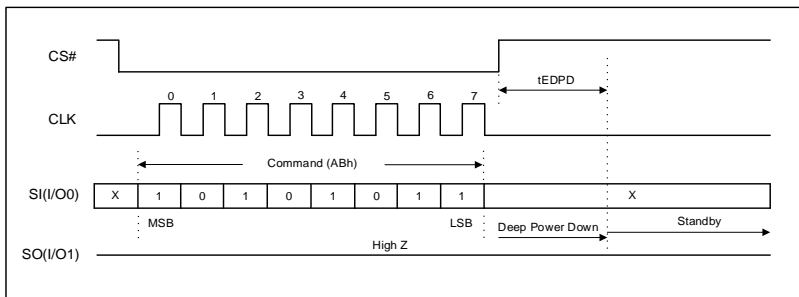 CS#
tEDPD
0 1 2 3 4 5 6 7
CLK
Command (ABh)
SI(I/O0) X 1 0 1 0 1 0 1 1 X
MSB LSB Deep Power Down Standby
High Z
SO(I/O1)